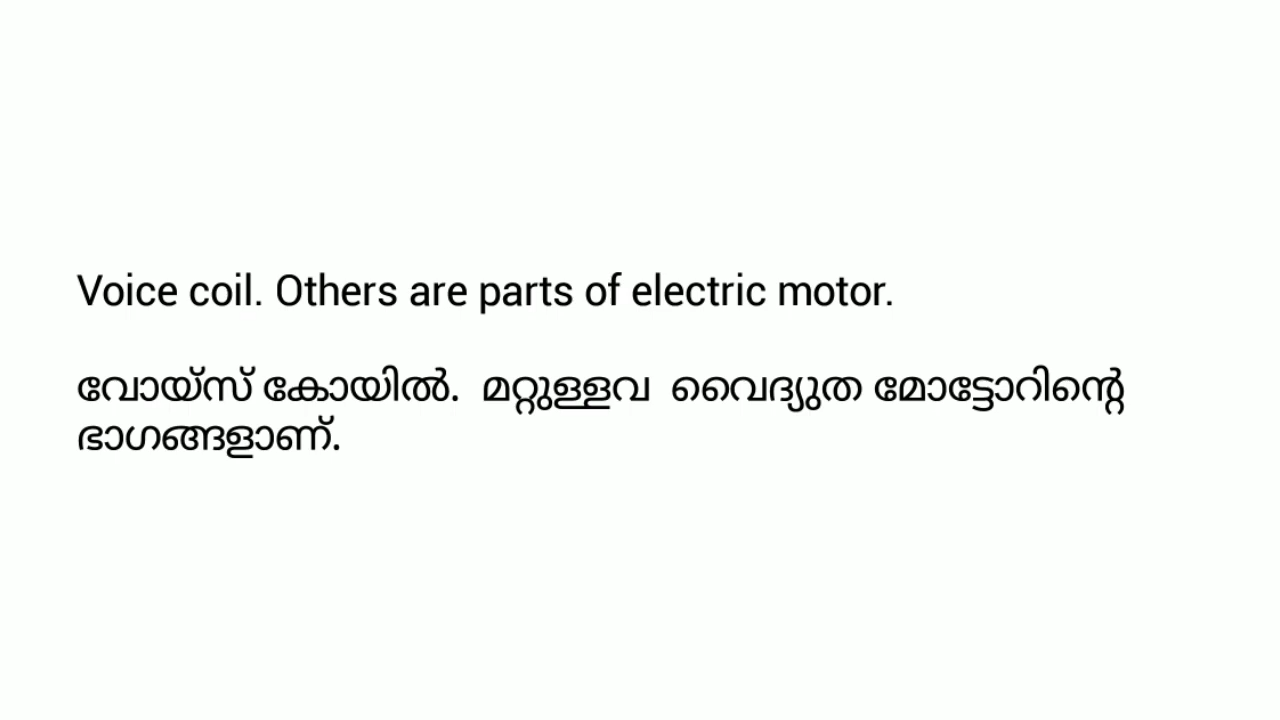 Voice coil. Others are parts of electric motor.
വോയ്സ് കോയിൽ. മറ്റുള്ളവ വൈദ്യുത മോട്ടോറിന്റെ
ഭാഗങ്ങളാണ്.